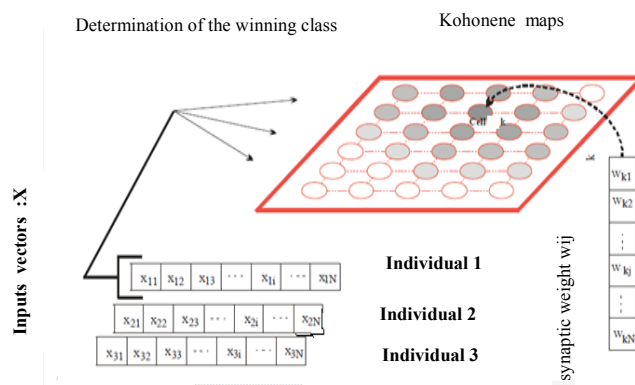 Determination of the winning class
Kohonene maps
Cell k
k
Inputs vectors :X
x11 x12 x13 ··· x1i ··· x1N
Individual 1
x21 x22 x23 ··· x2i ··· x2N
Individual 2
x31 x32 x33 ··· x3i ··· x3N
Individual 3
synaptic weight wij
wk1
wk2
wkj
wkN